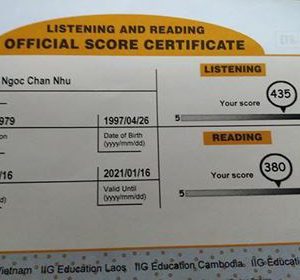 LISTENING AND READING
OFFICIAL SCORE CERTIFICATE
Ngoc Chan Nhu
LISTENING
Your score
435
5
979
1997/04/26
Date of Birth
(yyyy/mm/dd)
READING
Your score
380
5
/16
2021/01/16
Valid Until
(yyyy/mm/dd)
Vietnam * IIG Education Laos IIG Education Cambodia IIG Educati